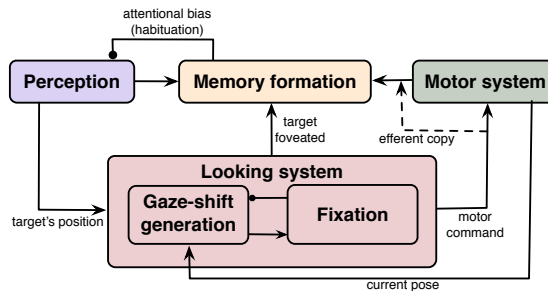 attentional bias
(habituation)
Perception
Memory formation
Motor system
target
foveated
efferent copy
Looking system
Gaze-shift
generation
Fixation
target's position
motor
command
current pose